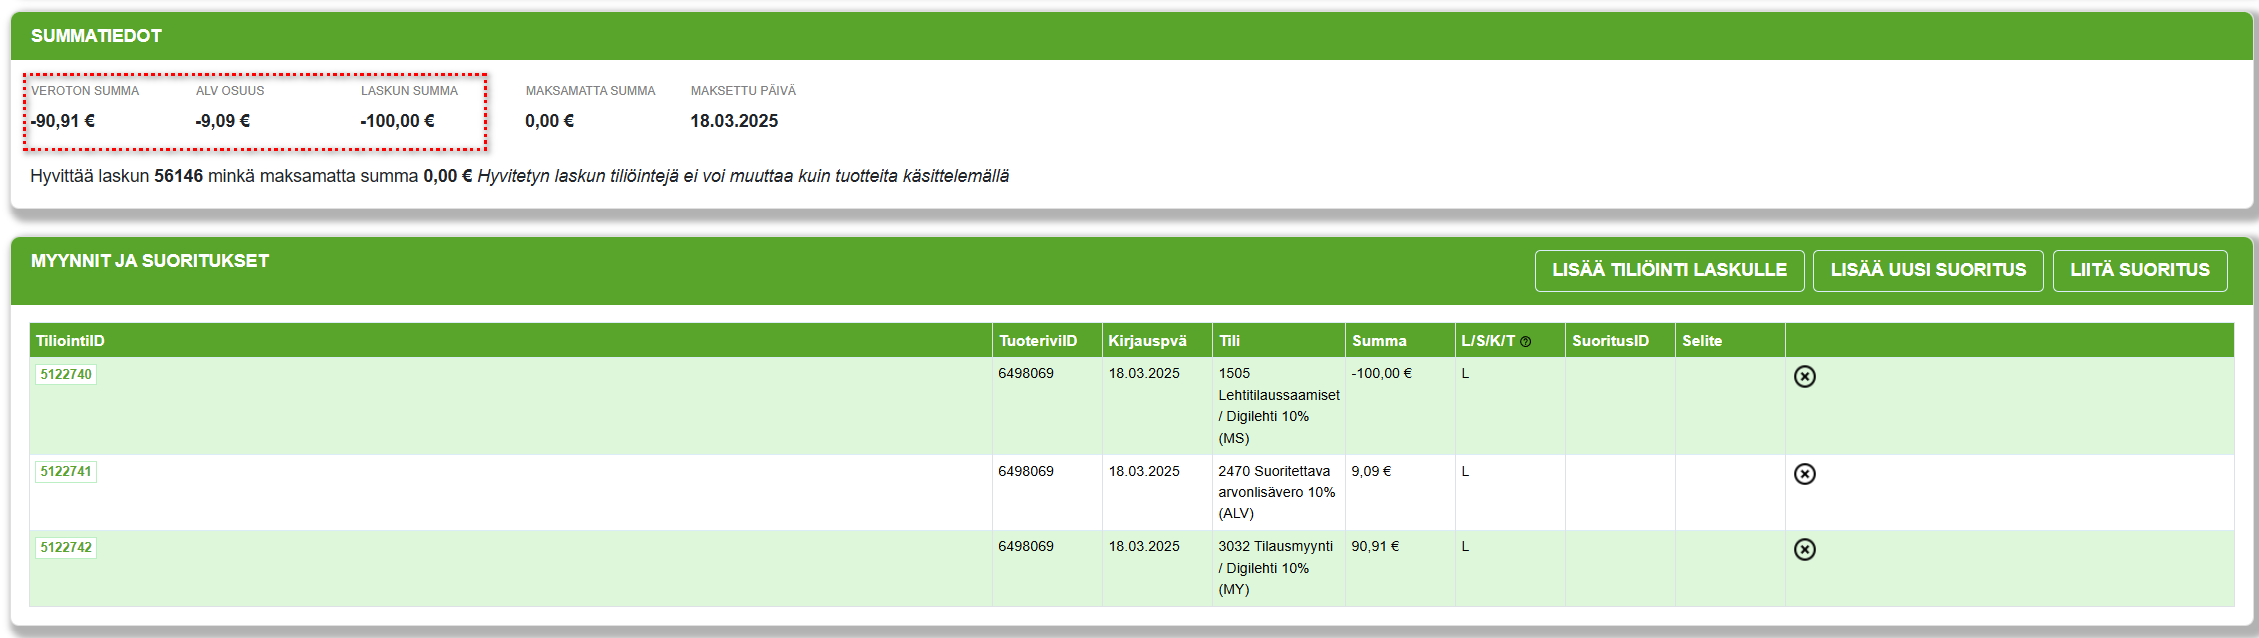 SUMMATIEDOT
VEROTON SUMMA ALV OSUUS LASKUN SUMMA MAKSAMATTA SUMMA MAKSETTU PÄIVÄ
-90,91 € -9,09 € -100,00 € 0,00 € 18.03.2025
Hyvittää laskun 56146 minkä maksamatta summa 0,00 € Hyvitetyn laskun tiliöintejä ei voi muuttaa kuin tuotteita käsittelemällä
MYYNNIT JA SUORITUKSET LISÄÄ TILIÖINTI LASKULLE LISÄÄ UUSI SUORITUS LIITÄ SUORITUS
TiliointiID TuoteriviID Kirjauspvä Tili Summa L/S/K/T SuoritusID Selite
5122740 6498069 18.03.2025 1505 -100,00 € L
Lehtitilaussaamiset
/ Digilehti 10%
(MS)
5122741 6498069 18.03.2025 2470 Suoritettava 9,09 € L
arvonlisävero 10%
(ALV)
5122742 6498069 18.03.2025 3032 Tilausmyynti 90,91 € L
/ Digilehti 10%
(MY)